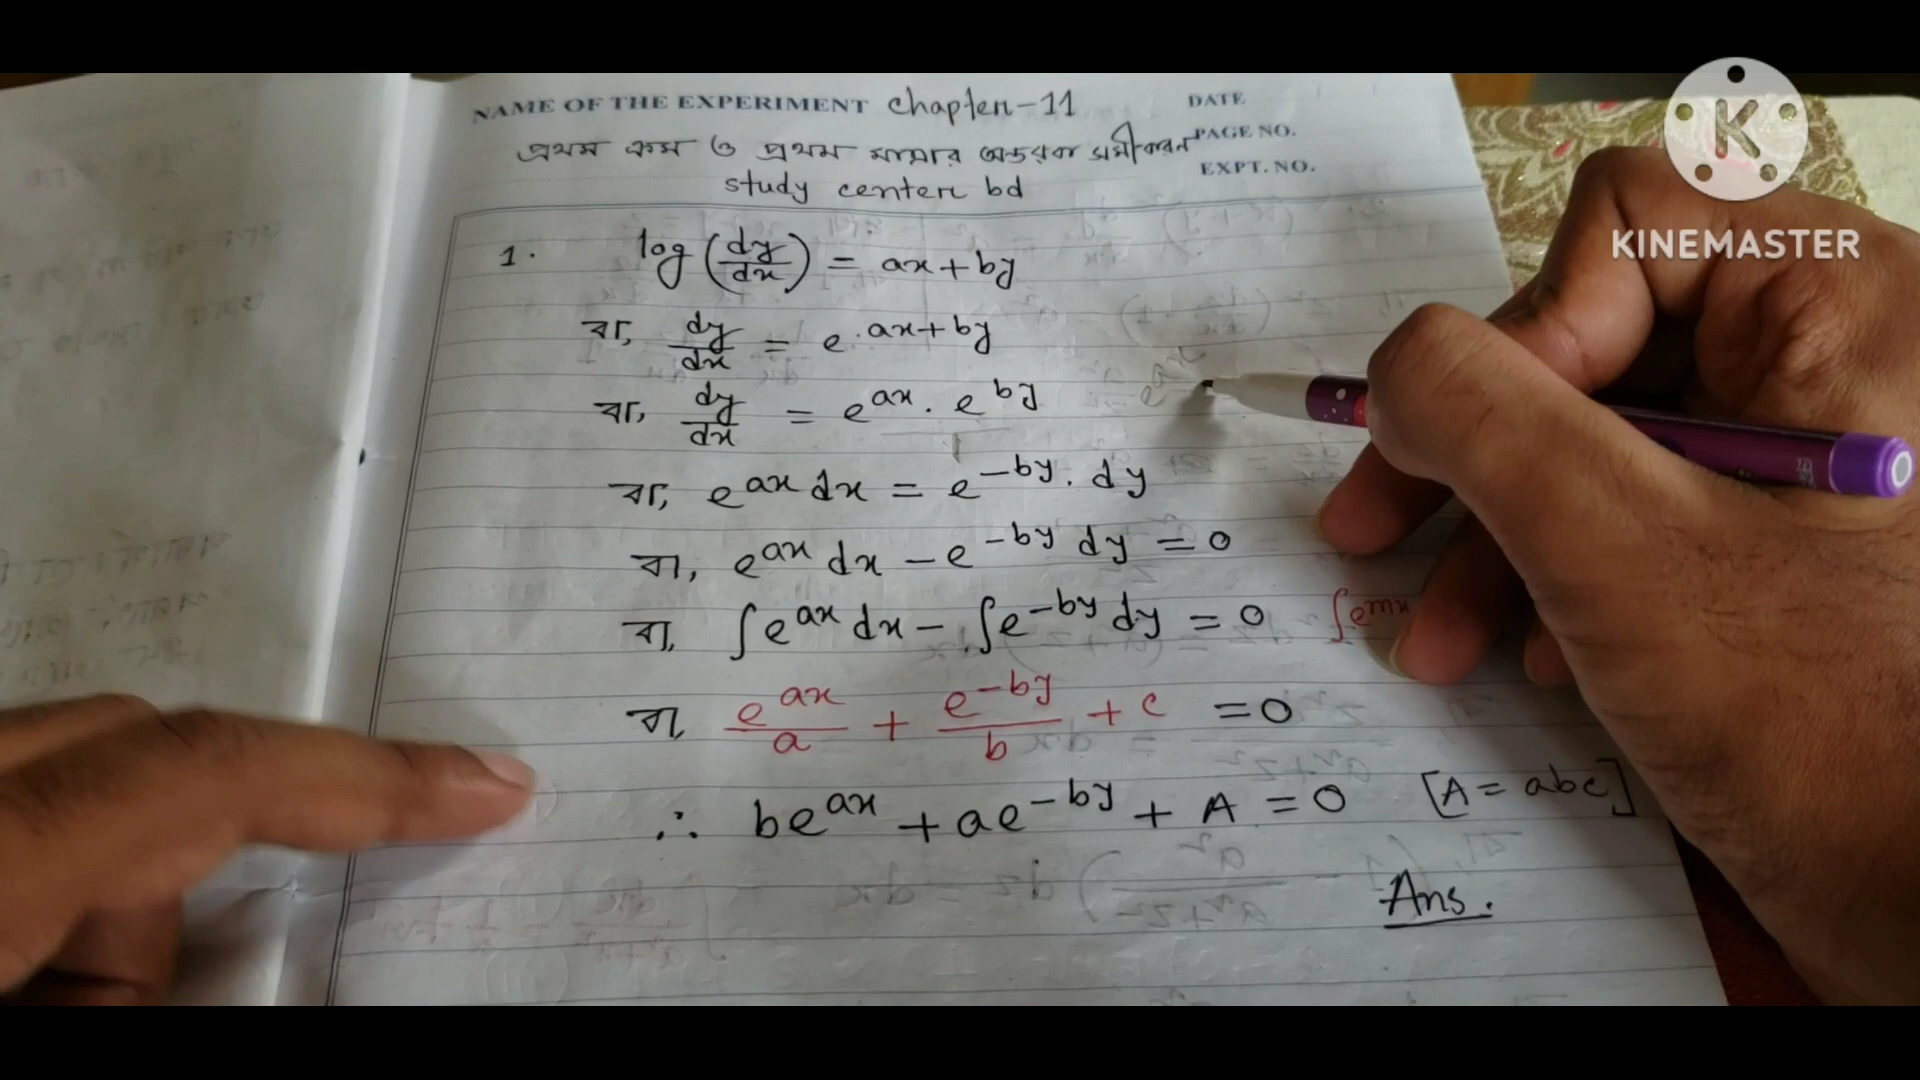 NAME OF THE EXPERIMENT Chapter-11
DATE
PAGE NO.
EXPT. NO.
প্রথম ক্রম ও প্রথম মাত্রার অন্তরক সমীকরন
study center bd
KINEMASTER
1. log(dy/dx) = ax+by
বা, dy/dx = e^{ax+by}
বা, dy/dx = e^{ax} . e^{by}
বা, e^{ax} dx = e^{-by} . dy
বা, e^{ax} dx - e^{-by} dy = 0
বা, ∫e^{ax} dx - ∫e^{-by} dy = 0 ∫e^{mx}
বা, e^{ax}/a + e^{-by}/b + c = 0
∴ be^{ax} + ae^{-by} + A = 0 [A = abc]
Ans.